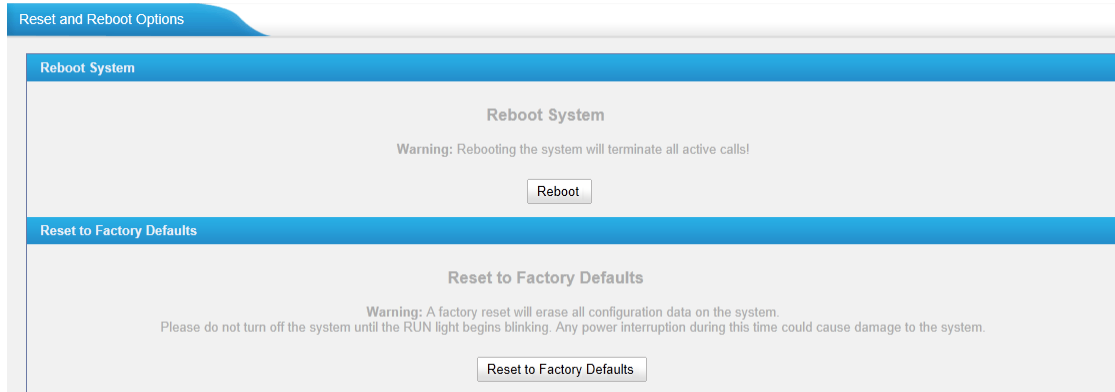 Reset and Reboot Options
Reboot System
Reboot System
Warning: Rebooting the system will terminate all active calls!
Reboot
Reset to Factory Defaults
Reset to Factory Defaults
Warning: A factory reset will erase all configuration data on the system.
Please do not turn off the system until the RUN light begins blinking. Any power interruption during this time could cause damage to the system.
Reset to Factory Defaults